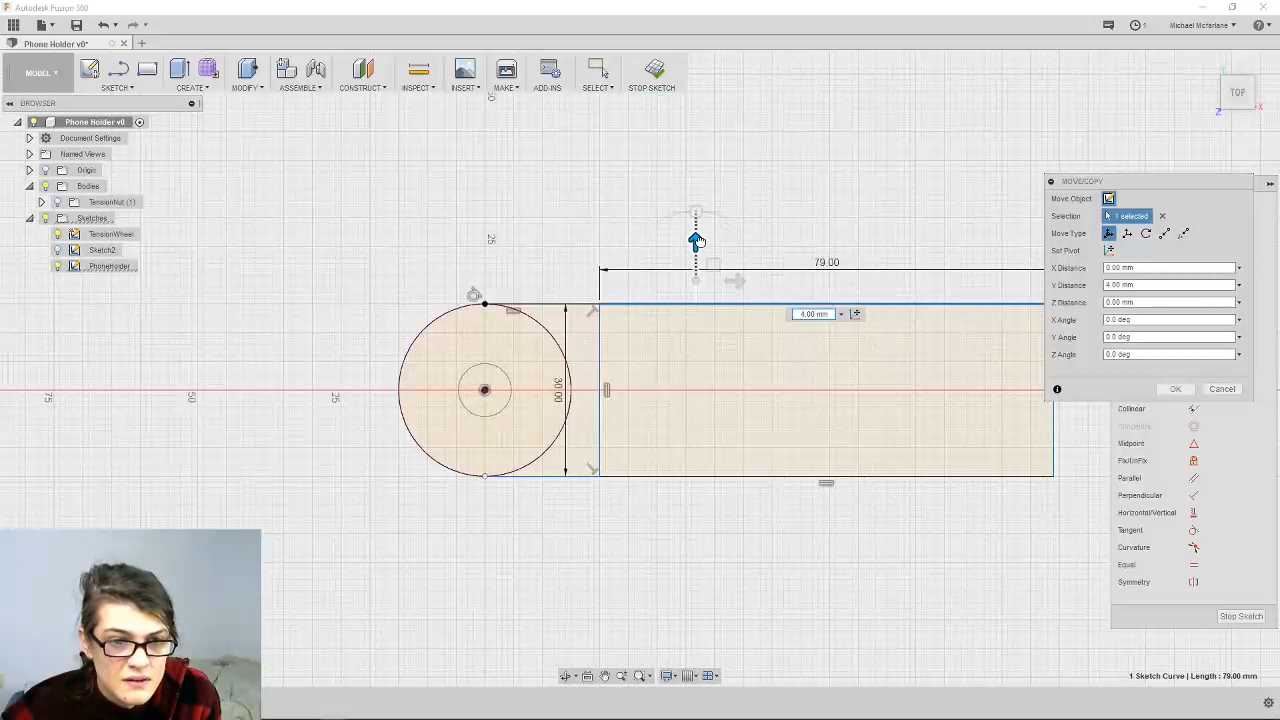 Autodesk Fusion 360
Michael Mcfarlane
Phone Holder v0*
MODEL
SKETCH
CREATE
MODIFY
ASSEMBLE
CONSTRUCT
INSPECT
INSERT
MAKE
ADD-INS
SELECT
STOP SKETCH
BROWSER
Phone Holder v0
Document Settings
Named Views
Origin
Bodies
TensionNut (1)
Sketches
TensionWheel
Sketch2
PhoneHolder
TOP
X
Z
25
75
50
25
79.00
30.00
4.00 mm
MOVE/COPY
Move Object
Selection
1 selected
Move Type
Set Pivot
X Distance
0.00 mm
Y Distance
4.00 mm
Z Distance
0.00 mm
X Angle
0.0 deg
Y Angle
0.0 deg
Z Angle
0.0 deg
OK
Cancel
Collinear
Concentric
Midpoint
Fix/UnFix
Parallel
Perpendicular
Horizontal/Vertical
Tangent
Curvature
Equal
Symmetry
Stop Sketch
1 Sketch Curve | Length : 79.00 mm